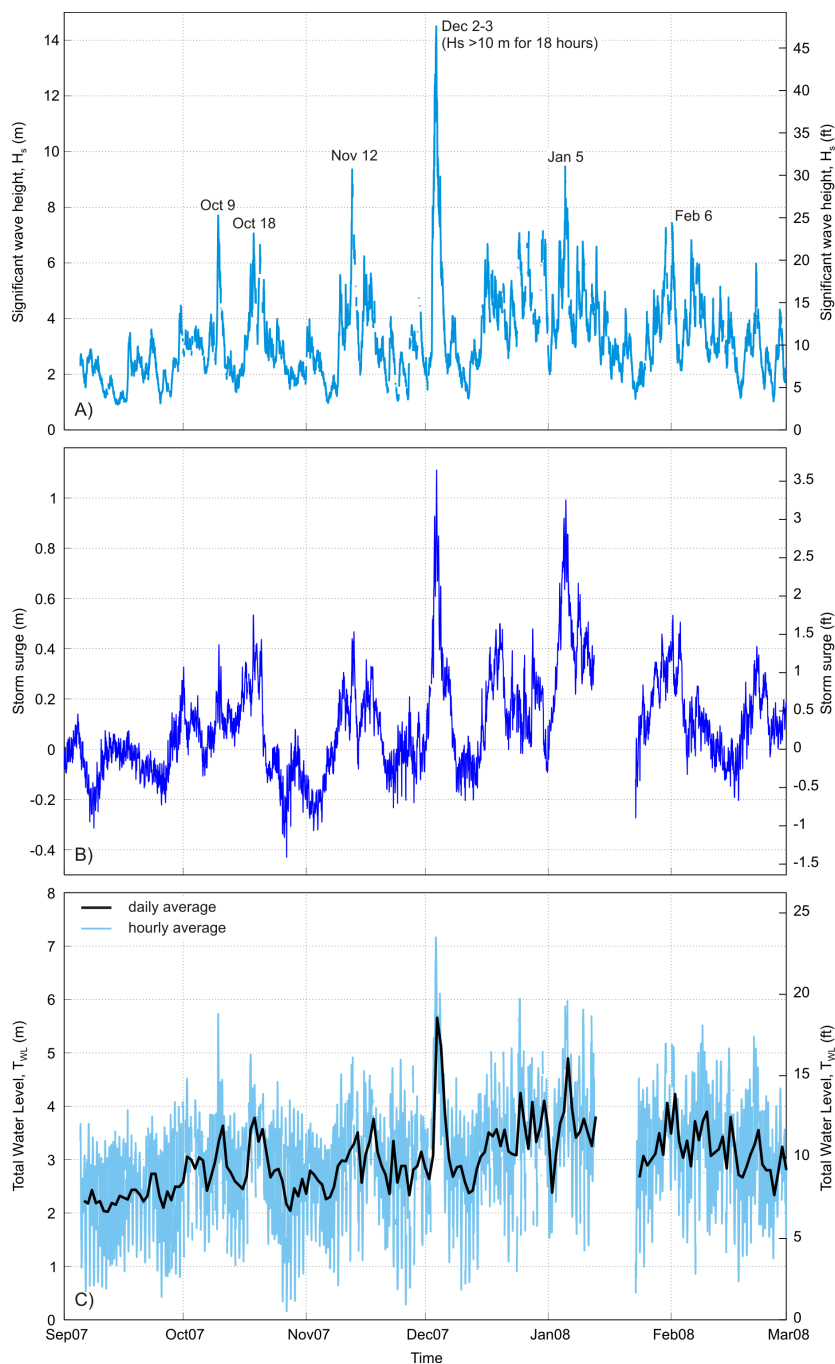 Dec 2-3
(Hs >10 m for 18 hours)
Nov 12
Jan 5
Oct 9
Oct 18
Feb 6
14
12
10
8
6
4
2
0
45
40
35
30
25
20
15
10
5
0
Significant wave height, Hs (m)
Significant wave height, Hs (ft)
A)
1
0.8
0.6
0.4
0.2
0
-0.2
-0.4
3.5
3
2.5
2
1.5
1
0.5
0
-0.5
-1
-1.5
Storm surge (m)
Storm surge (ft)
B)
daily average
hourly average
8
7
6
5
4
3
2
1
0
25
20
15
10
5
0
Total Water Level, TWL (m)
Total Water Level, TWL (ft)
C)
Sep07 Oct07 Nov07 Dec07 Jan08 Feb08 Mar08
Time